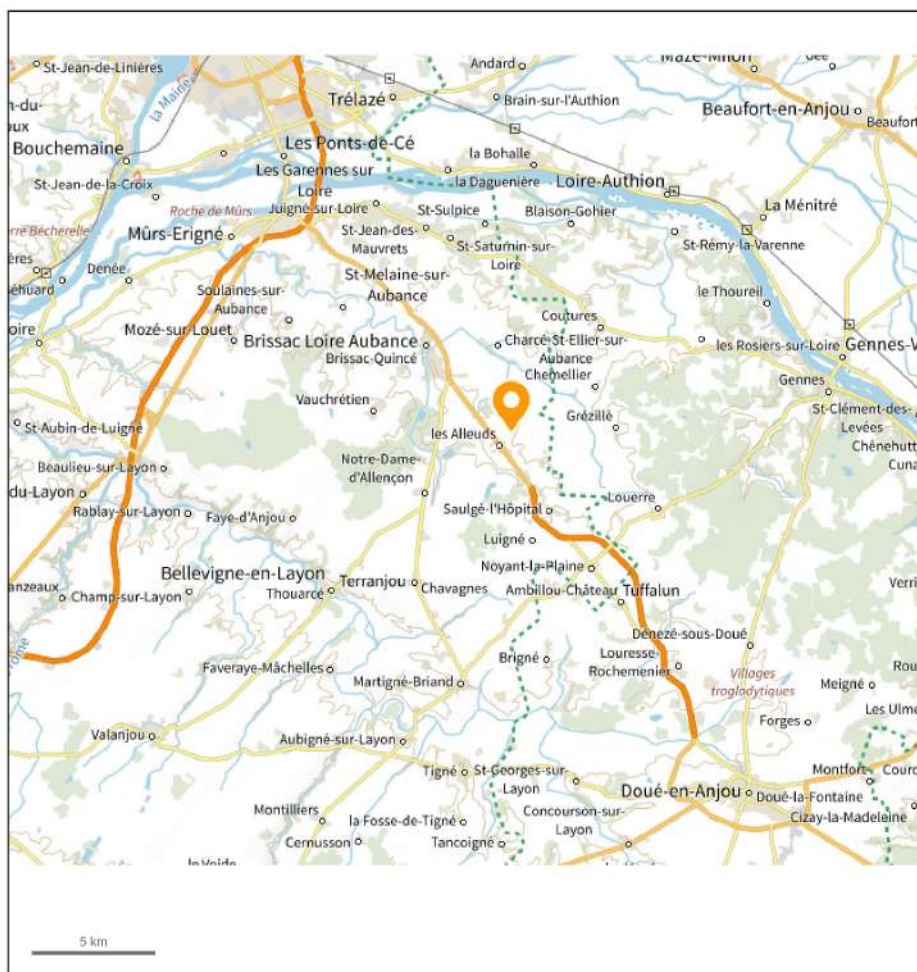 Andard
Mazé-Milon
St-Jean-de-Linières
la Maine
Trélazé
Brain-sur-l'Authion
Beaufort-en-Anjou
Beaufort
Bouchemaine
Les Ponts-de-Cé
la Bohalle
St-Jean-de-la-Croix
Les Garennes sur
Loire
la Daguenière
Loire-Authion
Roche de Mûrs
Juigné-sur-Loire
St-Sulpice
Blaison-Gohier
La Ménitré
Mûrs-Erigné
St-Jean-des-
Mauvrets
St-Saturnin-sur-
Loire
St-Rémy-la-Varenne
Denée
St-Melaine-sur-
Aubance
Soulaines-sur-
Aubance
le Thoureil
Mozé-sur-Louet
Coutures
Brissac Loire Aubance
Charcé-St-Ellier-sur-
Aubance
les Rosiers-sur-Loire
Gennes-V
Brissac-Quincé
Chemellier
Gennes
Vauchrétien
Grézillé
St-Clément-des-
Levées
St-Aubin-de-Luigné
les Alleuds
Chênehutt
Cuna
Beaulieu-sur-Layon
Notre-Dame-
d'Allençon
du-Layon
Louerre
Rablay-sur-Layon
Faye-d'Anjou
Saulgé-l'Hôpital
Luigné
Bellevigne-en-Layon
Noyant-la-Plaine
anzeaux
Champ-sur-Layon
Thouarcé
Terranjou
Chavagnes
Ambillou-Château
Tuffalun
Verri
Dénezé-sous-Doué
Faveraye-Mâchelles
Brigné
Louresse-
Rochemenier
Villages
troglodytiques
Rou
Martigné-Briand
Meigné
Forges
Les Ulme
Valanjou
Aubigné-sur-Layon
Tigné
St-Georges-sur-
Layon
Montfort
Courc
Doué-en-Anjou
Doué-la-Fontaine
Montilliers
la Fosse-de-Tigné
Concourson-sur-
Layon
Cizay-la-Madeleine
Cernusson
Tancoigné
5 km